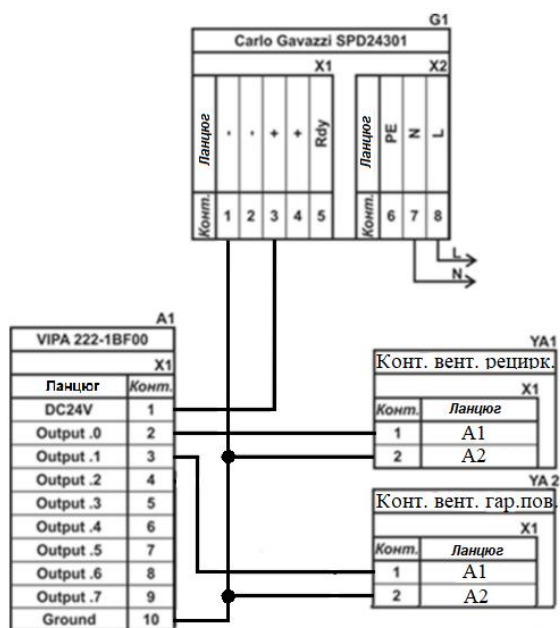 G1
Carlo Gavazzi SPD24301
X1
X2
Ланцюг
-
-
+
+
Rdy
Ланцюг
PE
N
L
Конт.
1
2
3
4
5
Конт.
6
7
8
L
N
A1
VIPA 222-1BF00
X1
Ланцюг Конт.
DC24V 1
Output .0 2
Output .1 3
Output .2 4
Output .3 5
Output .4 6
Output .5 7
Output .6 8
Output .7 9
Ground 10
YA1
Конт. вент. рецирк.
X1
Конт. Ланцюг
1 A1
2 A2
YA 2
Конт. вент. гар.пов.
X1
Конт. Ланцюг
1 A1
2 A2